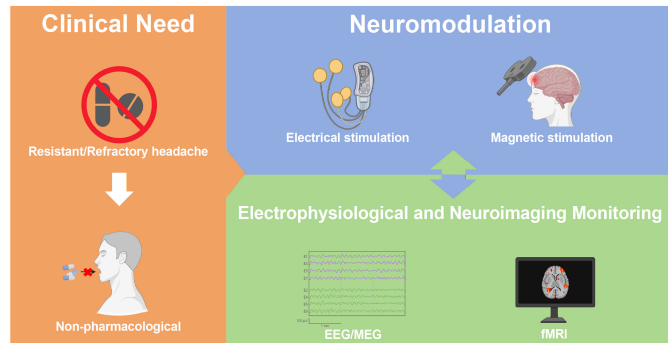 Clinical Need
Neuromodulation
Resistant/Refractory headache
Electrical stimulation
Magnetic stimulation
Non-pharmacological
Electrophysiological and Neuroimaging Monitoring
EEG/MEG
fMRI